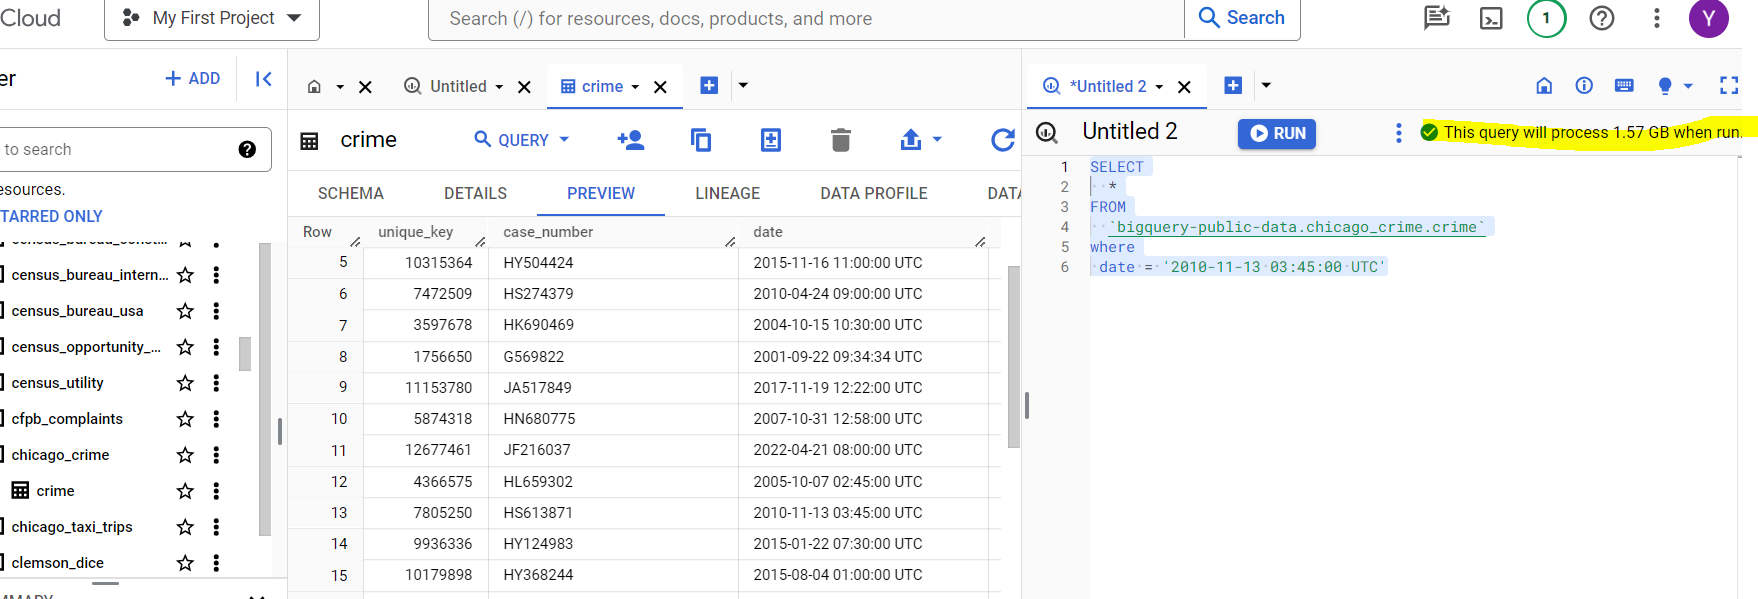 Cloud
My First Project
Search (/) for resources, docs, products, and more
Search
1
Y
er
+ ADD
to search
esources.
TARRED ONLY
census_bureau_intern...
census_bureau_usa
census_opportunity_...
census_utility
cfpb_complaints
chicago_crime
crime
chicago_taxi_trips
clemson_dice
MMARY
Untitled
crime
crime
QUERY
SCHEMA DETAILS PREVIEW LINEAGE DATA PROFILE DATA
Row unique_key case_number date
5 10315364 HY504424 2015-11-16 11:00:00 UTC
6 7472509 HS274379 2010-04-24 09:00:00 UTC
7 3597678 HK690469 2004-10-15 10:30:00 UTC
8 1756650 G569822 2001-09-22 09:34:34 UTC
9 11153780 JA517849 2017-11-19 12:22:00 UTC
10 5874318 HN680775 2007-10-31 12:58:00 UTC
11 12677461 JF216037 2022-04-21 08:00:00 UTC
12 4366575 HL659302 2005-10-07 02:45:00 UTC
13 7805250 HS613871 2010-11-13 03:45:00 UTC
14 9936336 HY124983 2015-01-22 07:30:00 UTC
15 10179898 HY368244 2015-08-04 01:00:00 UTC
*Untitled 2
Untitled 2
RUN
This query will process 1.57 GB when run.
1 SELECT
2 *
3 FROM
4 `bigquery-public-data.chicago_crime.crime`
5 where
6 date = '2010-11-13 03:45:00 UTC'